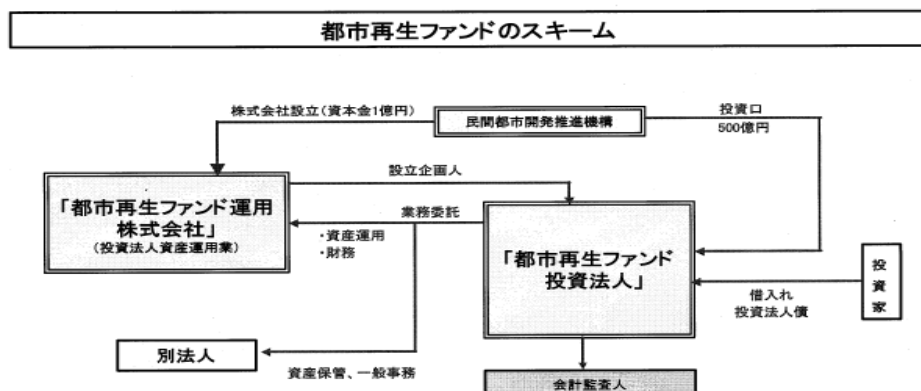 都市再生ファンドのスキーム
株式会社設立(資本金1億円)
民間都市開発推進機構
投資口
500億円
設立企画人
「都市再生ファンド運用
株式会社」
(投資法人資産運用業)
業務委託
・資産運用
・財務
「都市再生ファンド
投資法人」
投
資
家
借入れ
投資法人債
別法人
資産保管、一般事務
会計監査人